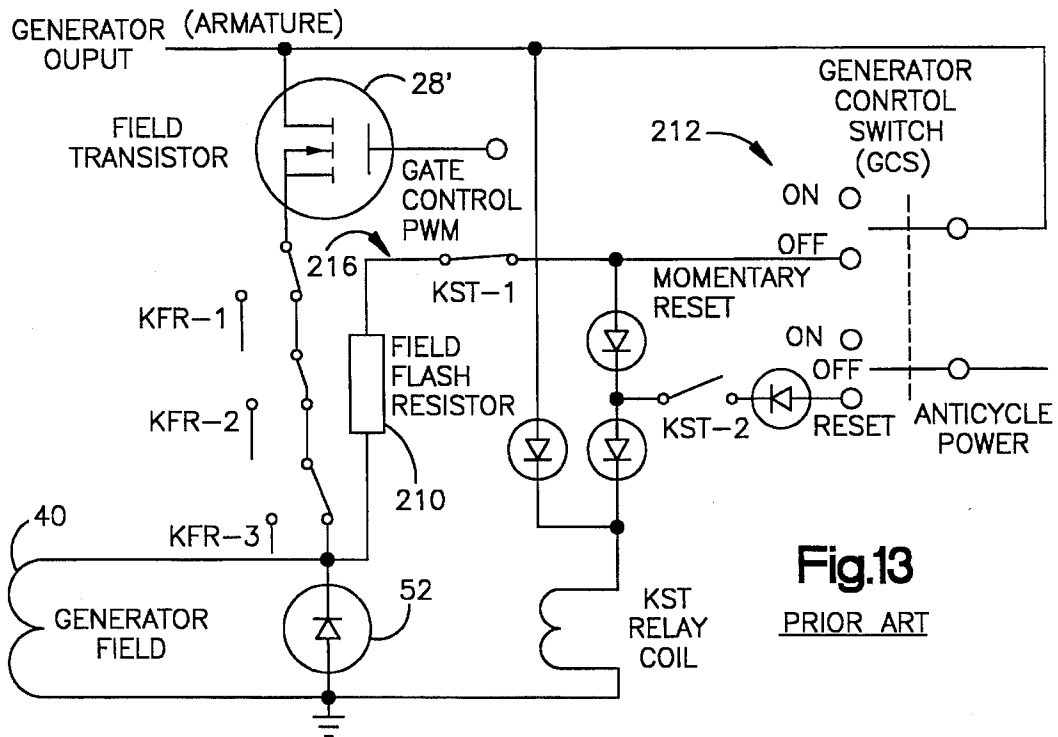 GENERATOR (ARMATURE)
OUPUT
28'
FIELD
TRANSISTOR
GATE
CONTROL
PWM
GENERATOR
CONRTOL
SWITCH
(GCS)
212
ON
OFF
216
KST-1
MOMENTARY
RESET
KFR-1
FIELD
FLASH
RESISTOR
ON
OFF
KST-2
RESET
ANTICYCLE
POWER
KFR-2
210
40
KFR-3
52
GENERATOR
FIELD
KST
RELAY
COIL
Fig.13
PRIOR ART